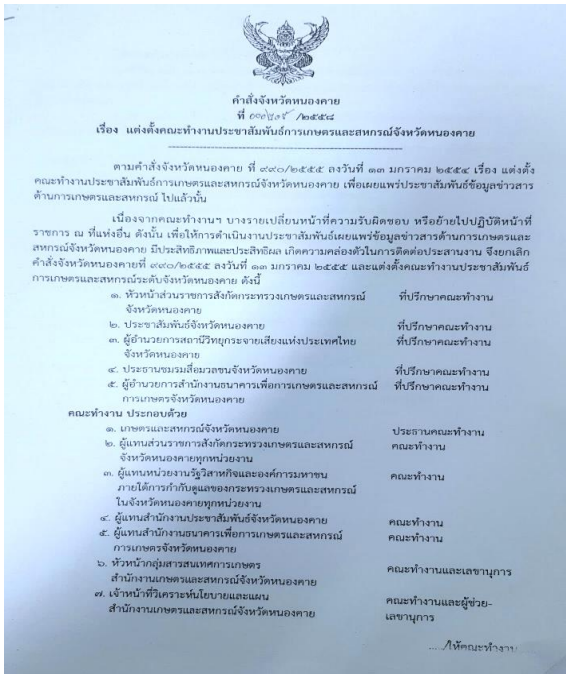 คำสั่งจังหวัดหนองคาย
ที่ /๒๕๕๘
เรื่อง แต่งตั้งคณะทำงานประชาสัมพันธ์การเกษตรและสหกรณ์จังหวัดหนองคาย
ตามคำสั่งจังหวัดหนองคาย ที่ ๙๙๐/๒๕๕๕ ลงวันที่ ๑๓ มกราคม ๒๕๕๔ เรื่อง แต่งตั้ง
คณะทำงานประชาสัมพันธ์การเกษตรและสหกรณ์จังหวัดหนองคาย เพื่อเผยแพร่ประชาสัมพันธ์ข้อมูลข่าวสาร
ด้านการเกษตรและสหกรณ์ ไปแล้วนั้น
เนื่องจากคณะทำงานฯ บางรายเปลี่ยนหน้าที่ความรับผิดชอบ หรือย้ายไปปฏิบัติหน้าที่
ราชการ ณ ที่แห่งอื่น ดังนั้น เพื่อให้การดำเนินงานประชาสัมพันธ์เผยแพร่ข้อมูลข่าวสารด้านการเกษตรและ
สหกรณ์จังหวัดหนองคาย มีประสิทธิภาพและประสิทธิผล เกิดความคล่องตัวในการติดต่อประสานงาน จึงยกเลิก
คำสั่งจังหวัดหนองคายที่ ๙๙๐/๒๕๕๕ ลงวันที่ ๑๓ มกราคม ๒๕๕๕ และแต่งตั้งคณะทำงานประชาสัมพันธ์
การเกษตรและสหกรณ์ระดับจังหวัดหนองคาย ดังนี้
๑. หัวหน้าส่วนราชการสังกัดกระทรวงเกษตรและสหกรณ์ ที่ปรึกษาคณะทำงาน
จังหวัดหนองคาย
๒. ประชาสัมพันธ์จังหวัดหนองคาย ที่ปรึกษาคณะทำงาน
๓. ผู้อำนวยการสถานีวิทยุกระจายเสียงแห่งประเทศไทย ที่ปรึกษาคณะทำงาน
จังหวัดหนองคาย
๔. ประธานชมรมสื่อมวลชนจังหวัดหนองคาย ที่ปรึกษาคณะทำงาน
๕. ผู้อำนวยการสำนักงานธนาคารเพื่อการเกษตรและสหกรณ์ ที่ปรึกษาคณะทำงาน
การเกษตรจังหวัดหนองคาย
คณะทำงาน ประกอบด้วย
๑. เกษตรและสหกรณ์จังหวัดหนองคาย ประธานคณะทำงาน
๒. ผู้แทนส่วนราชการสังกัดกระทรวงเกษตรและสหกรณ์ คณะทำงาน
จังหวัดหนองคายทุกหน่วยงาน
๓. ผู้แทนหน่วยงานรัฐวิสาหกิจและองค์การมหาชน คณะทำงาน
ภายใต้การกำกับดูแลของกระทรวงเกษตรและสหกรณ์
ในจังหวัดหนองคายทุกหน่วยงาน
๔. ผู้แทนสำนักงานประชาสัมพันธ์จังหวัดหนองคาย คณะทำงาน
๕. ผู้แทนสำนักงานธนาคารเพื่อการเกษตรและสหกรณ์ คณะทำงาน
การเกษตรจังหวัดหนองคาย
๖. หัวหน้ากลุ่มสารสนเทศการเกษตร คณะทำงานและเลขานุการ
สำนักงานเกษตรและสหกรณ์จังหวัดหนองคาย
๗. เจ้าหน้าที่วิเคราะห์นโยบายและแผน คณะทำงานและผู้ช่วย-
สำนักงานเกษตรและสหกรณ์จังหวัดหนองคาย เลขานุการ
...../ให้คณะทำงาน